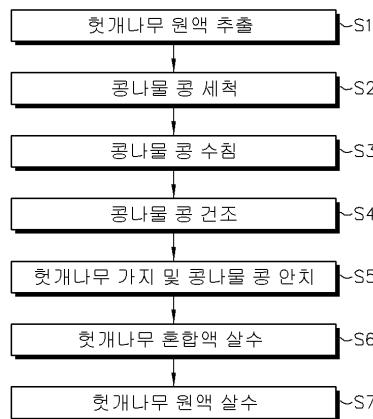 헛개나무 원액 추출 S1
콩나물 콩 세척 S2
콩나물 콩 수침 S3
콩나물 콩 건조 S4
헛개나무 가지 및 콩나물 콩 안치 S5
헛개나무 혼합액 살수 S6
헛개나무 원액 살수 S7